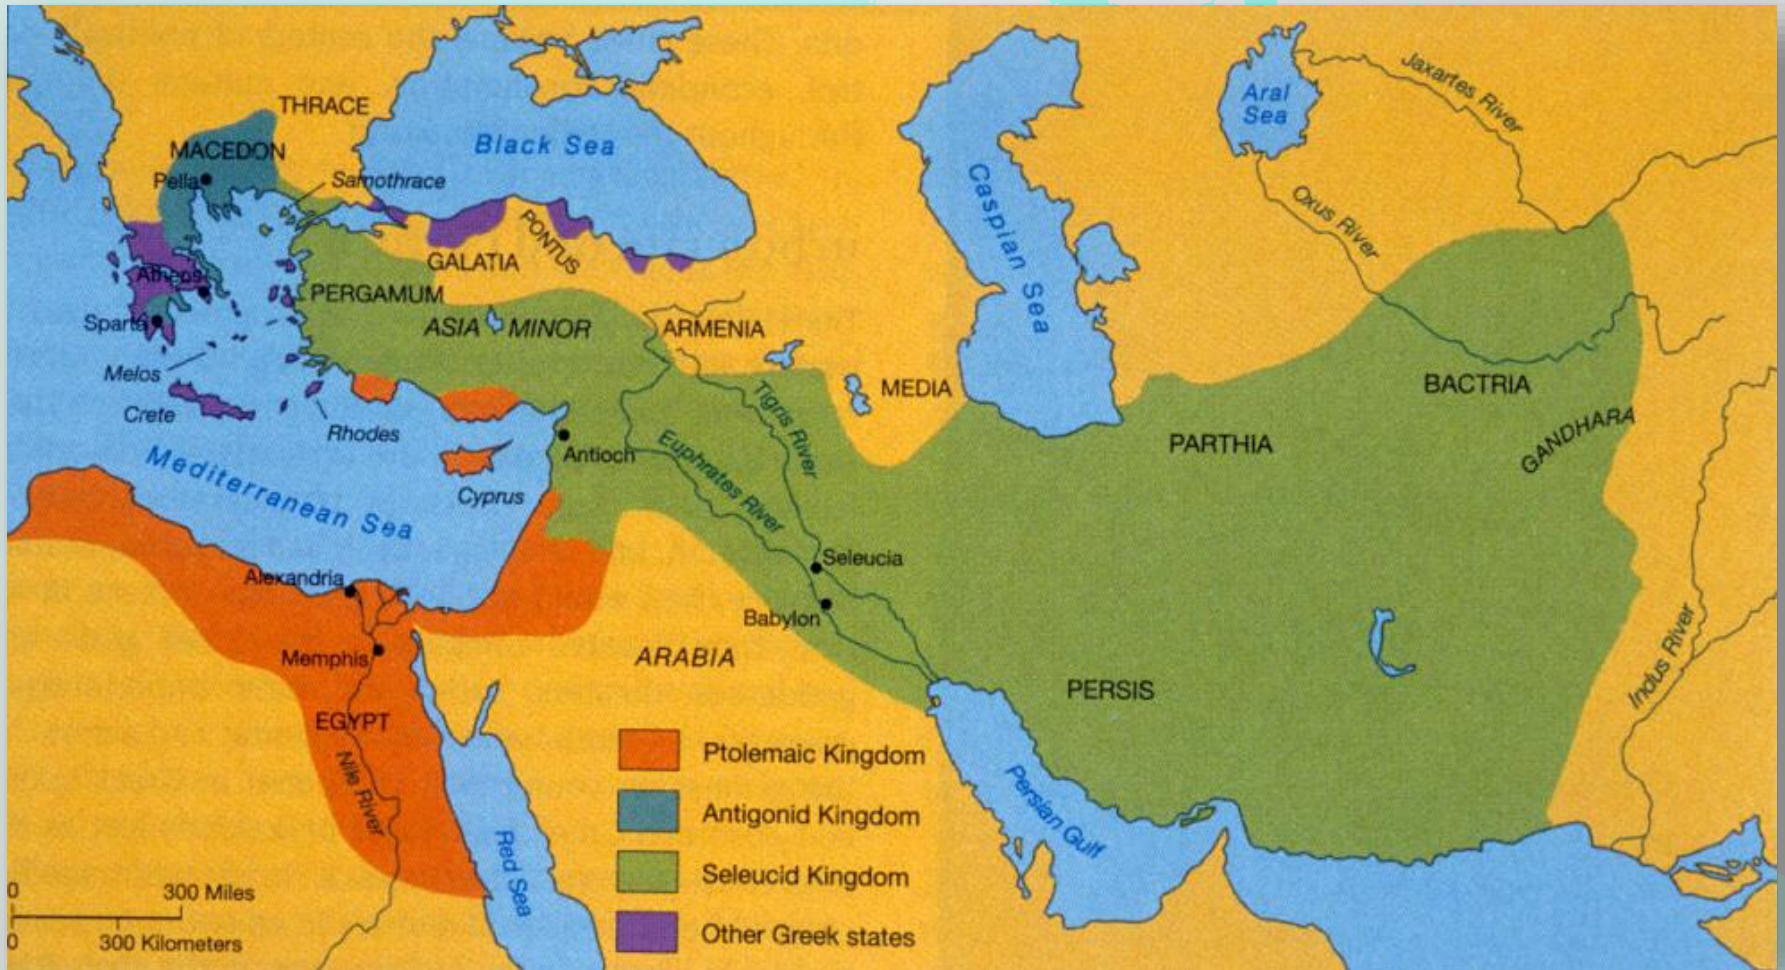 THRACE
MACEDON
Pella
Samothrace
Black Sea
Caspian Sea
Aral
Sea
Jaxartes River
Oxus River
PONTUS
GALATIA
Athens
PERGAMUM
Sparta
ASIA MINOR
ARMENIA
Melos
Crete
Rhodes
MEDIA
Tigris River
BACTRIA
GANDHARA
PARTHIA
Antioch
Euphrates River
Cyprus
Mediterranean Sea
Seleucia
Alexandria
Babylon
Memphis
ARABIA
PERSIS
Indus River
EGYPT
Nile River
Red Sea
Persian Gulf
Ptolemaic Kingdom
Antigonid Kingdom
Seleucid Kingdom
Other Greek states
0 300 Miles
0 300 Kilometers